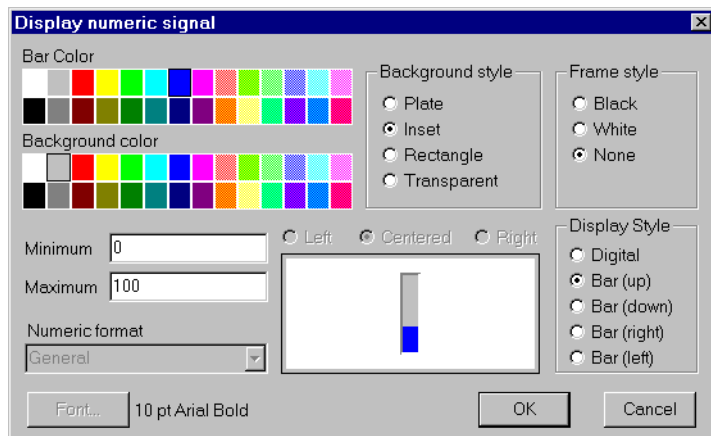 Display numeric signal
Bar Color
Background color
Background style
Plate
Inset
Rectangle
Transparent
Frame style
Black
White
None
Minimum 0
Maximum 100
Numeric format
General
Left Centered Right
Display Style
Digital
Bar (up)
Bar (down)
Bar (right)
Bar (left)
Font... 10 pt Arial Bold
OK Cancel